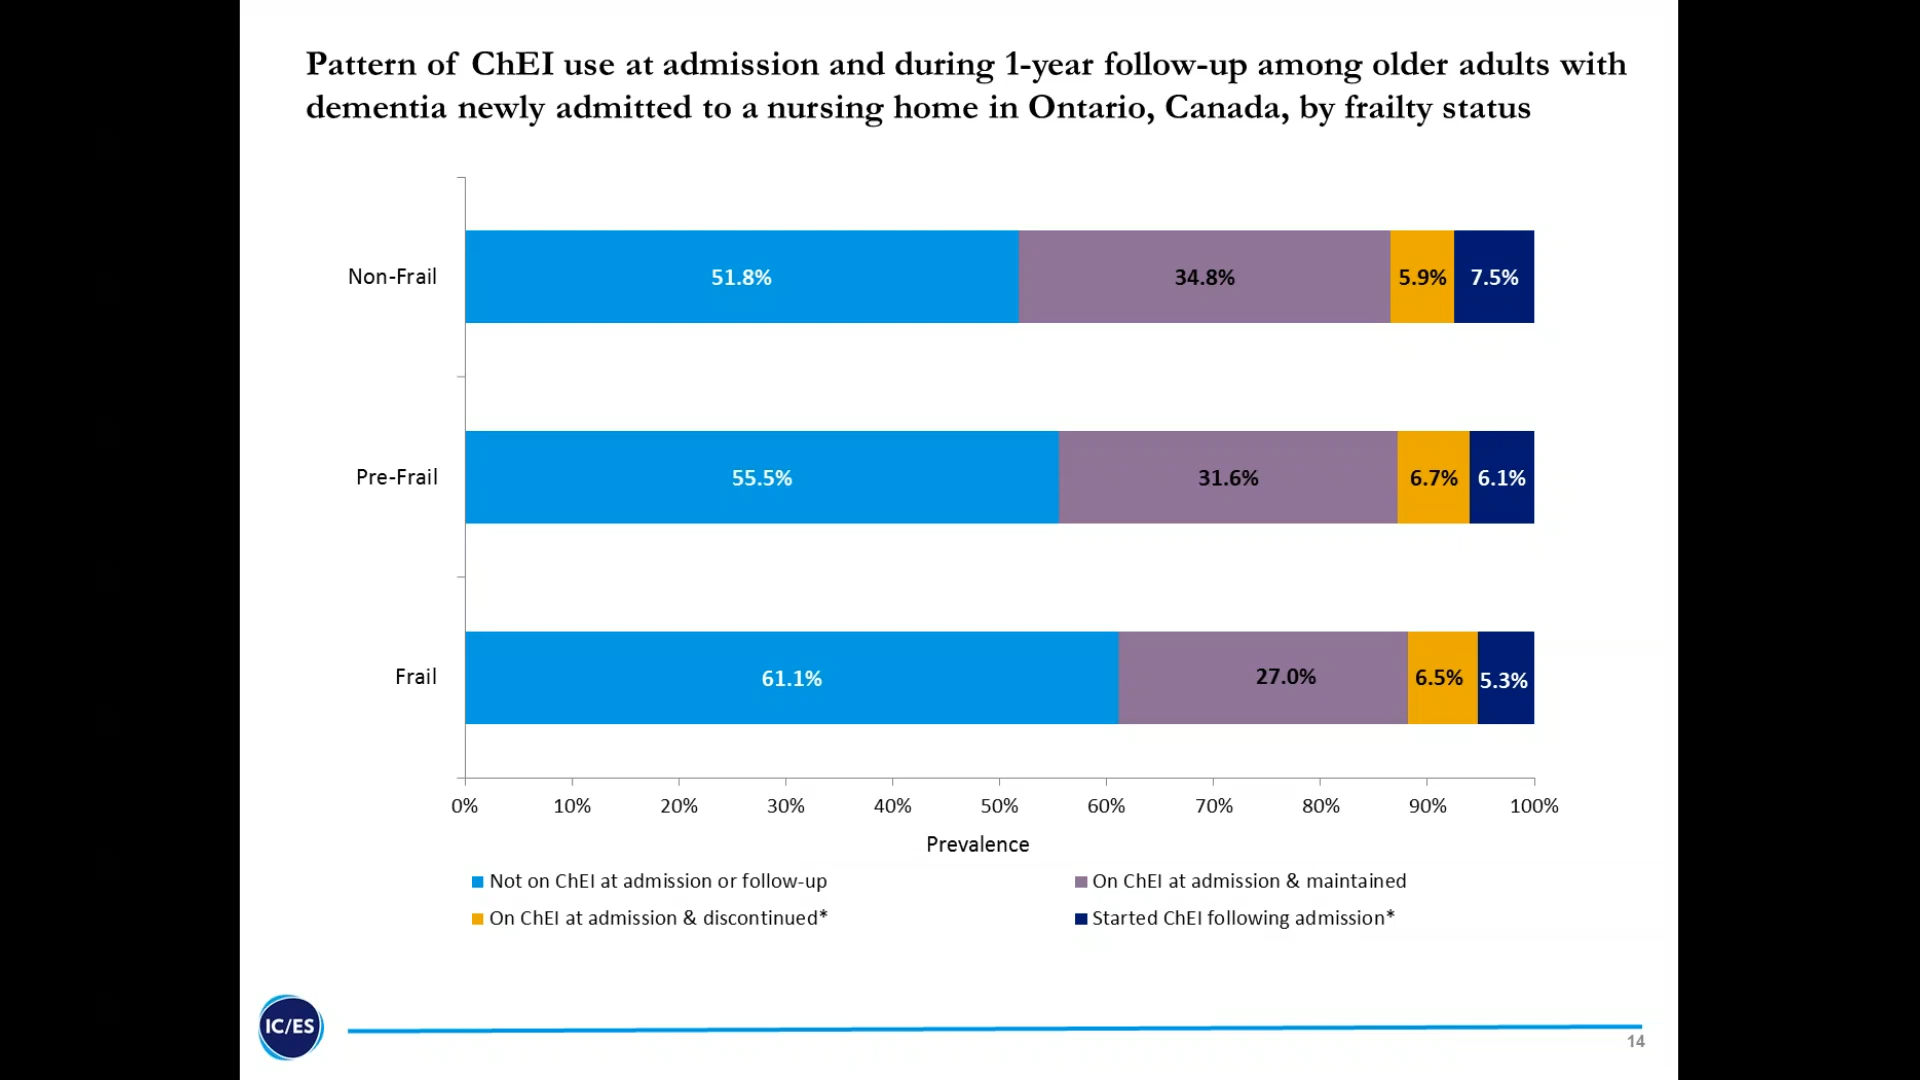 Pattern of ChEI use at admission and during 1-year follow-up among older adults with
dementia newly admitted to a nursing home in Ontario, Canada, by frailty status
Non-Frail
51.8%
34.8%
5.9%
7.5%
Pre-Frail
55.5%
31.6%
6.7%
6.1%
Frail
61.1%
27.0%
6.5%
5.3%
0%
10%
20%
30%
40%
50%
60%
70%
80%
90%
100%
Prevalence
Not on ChEI at admission or follow-up
On ChEI at admission & maintained
On ChEI at admission & discontinued*
Started ChEI following admission*
IC/ES
14